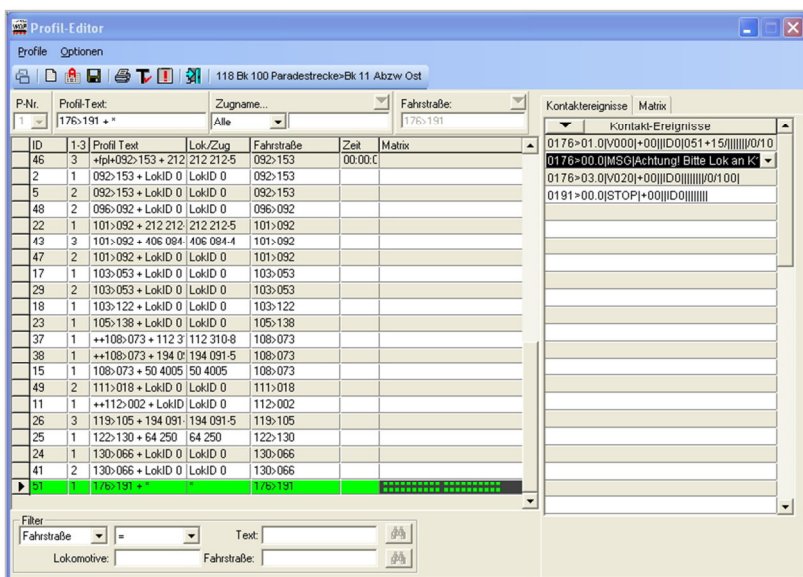 WDP Profil-Editor
Profile Optionen
118 Bk 100 Paradestrecke>Bk 11 Abzw Ost
P-Nr. Profil-Text: Zugname... Fahrstraße:
1 176>191 + * Alle 176>191
ID 1-3 Profil Text Lok/Zug Fahrstraße Zeit Matrix
46 3 +fpl+092>153 + 212 212 212-5 092>153 00:00:0
2 1 092>153 + LokID 0 LokID 0 092>153
5 2 092>153 + LokID 0 LokID 0 092>153
48 2 096>092 + LokID 0 LokID 0 096>092
22 1 101>092 + 212 212- 212 212-5 101>092
43 3 101>092 + 406 084- 406 084-4 101>092
47 2 101>092 + LokID 0 LokID 0 101>092
17 1 103>053 + LokID 0 LokID 0 103>053
29 2 103>053 + LokID 0 LokID 0 103>053
18 1 103>122 + LokID 0 LokID 0 103>122
23 1 105>138 + LokID 0 LokID 0 105>138
37 1 ++108>073 + 112 3 112 310-8 108>073
38 1 ++108>073 + 194 0 194 091-5 108>073
15 1 108>073 + 50 4005 50 4005 108>073
49 2 111>018 + LokID 0 LokID 0 111>018
11 1 ++112>002 + LokID LokID 0 112>002
26 3 119>105 + 194 091- 194 091-5 119>105
25 1 122>130 + 64 250 64 250 122>130
24 1 130>066 + LokID 0 LokID 0 130>066
41 2 130>066 + LokID 0 LokID 0 130>066
51 1 176>191 + * * 176>191
Filter
Fahrstraße = Text:
Lokomotive: Fahrstraße:
Kontaktereignisse Matrix
Kontakt-Ereignisse
0176>01.0|V000|+00||ID0|051+15/|||||||/0/10
0176>00.0|MSG|Achtung! Bitte Lok an K
0176>03.0|V020|+00||ID0||||||||/0/100|
0191>00.0|STOP|+00||ID0||||||||